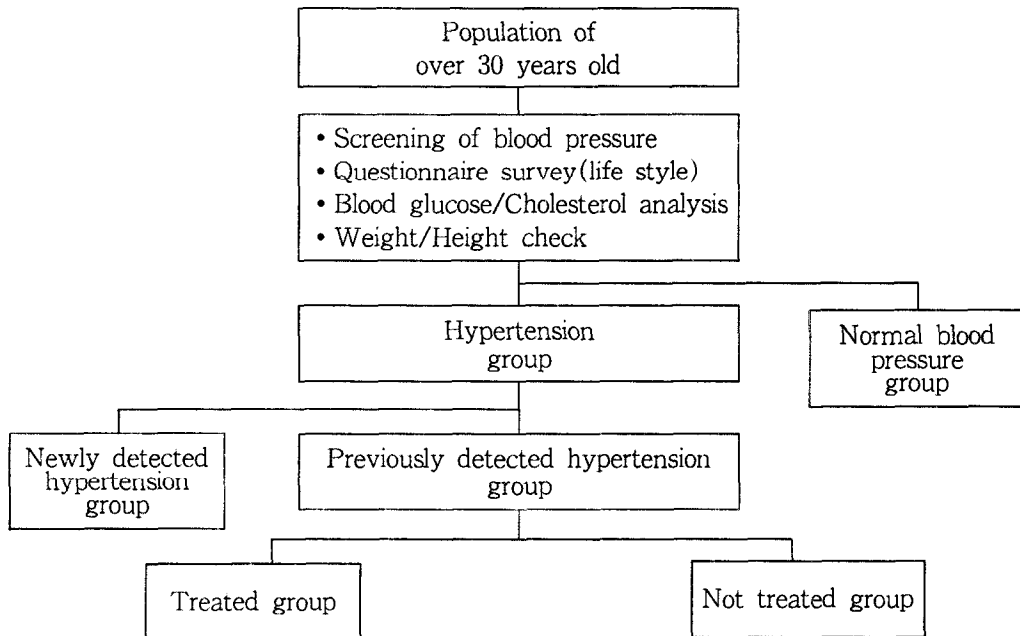 Population of
over 30 years old
• Screening of blood pressure
• Questionnaire survey(life style)
• Blood glucose/Cholesterol analysis
• Weight/Height check
Hypertension
group
Normal blood
pressure
group
Newly detected
hypertension
group
Previously detected hypertension
group
Treated group
Not treated group